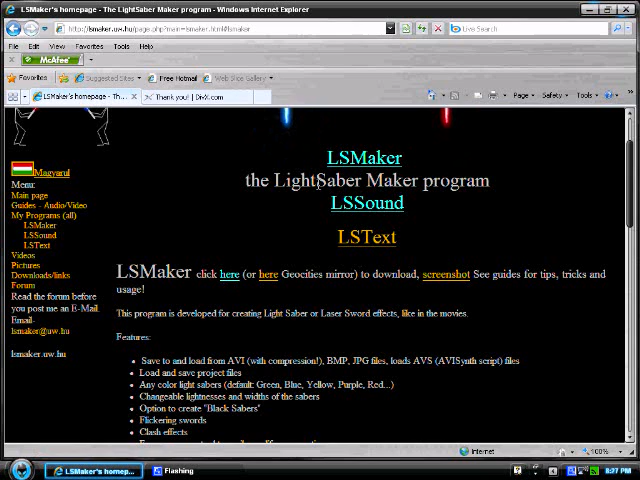 LSMaker's homepage - The LightSaber Maker program - Windows Internet Explorer
http://lsmaker.uw.hu/page.php?main=lsmaker.html#lsmaker
Live Search
File Edit View Favorites Tools Help
McAfee
Favorites Suggested Sites Free Hotmail Web Slice Gallery
LSMaker's homepage - Th... Thank you! | DivX.com
Page Safety Tools
LSMaker
the LightSaber Maker program
LSSound
LSText
Magyarul
Menu:
Main page
Guides - Audio/Video
My Programs (all)
LSMaker
LSSound
LSText
Videos
Pictures
Downloads/links
Forum
Read the forum before
you post me an E-Mail.
Email-
lsmaker@uw.hu
lsmaker.uw.hu
LSMaker click here (or here Geocities mirror) to download, screenshot See guides for tips, tricks and
usage!
This program is developed for creating Light Saber or Laser Sword effects, like in the movies.
Features:
Save to and load from AVI (with compression!), BMP, JPG files, loads AVS (AVISynth script) files
Load and save project files
Any color light sabers (default: Green, Blue, Yellow, Purple, Red...)
Changeable lightnesses and widths of the sabers
Option to create "Black Sabers"
Flickering swords
Clash effects
Internet
100%
LSMaker's homep...
Flashing
8:27 PM